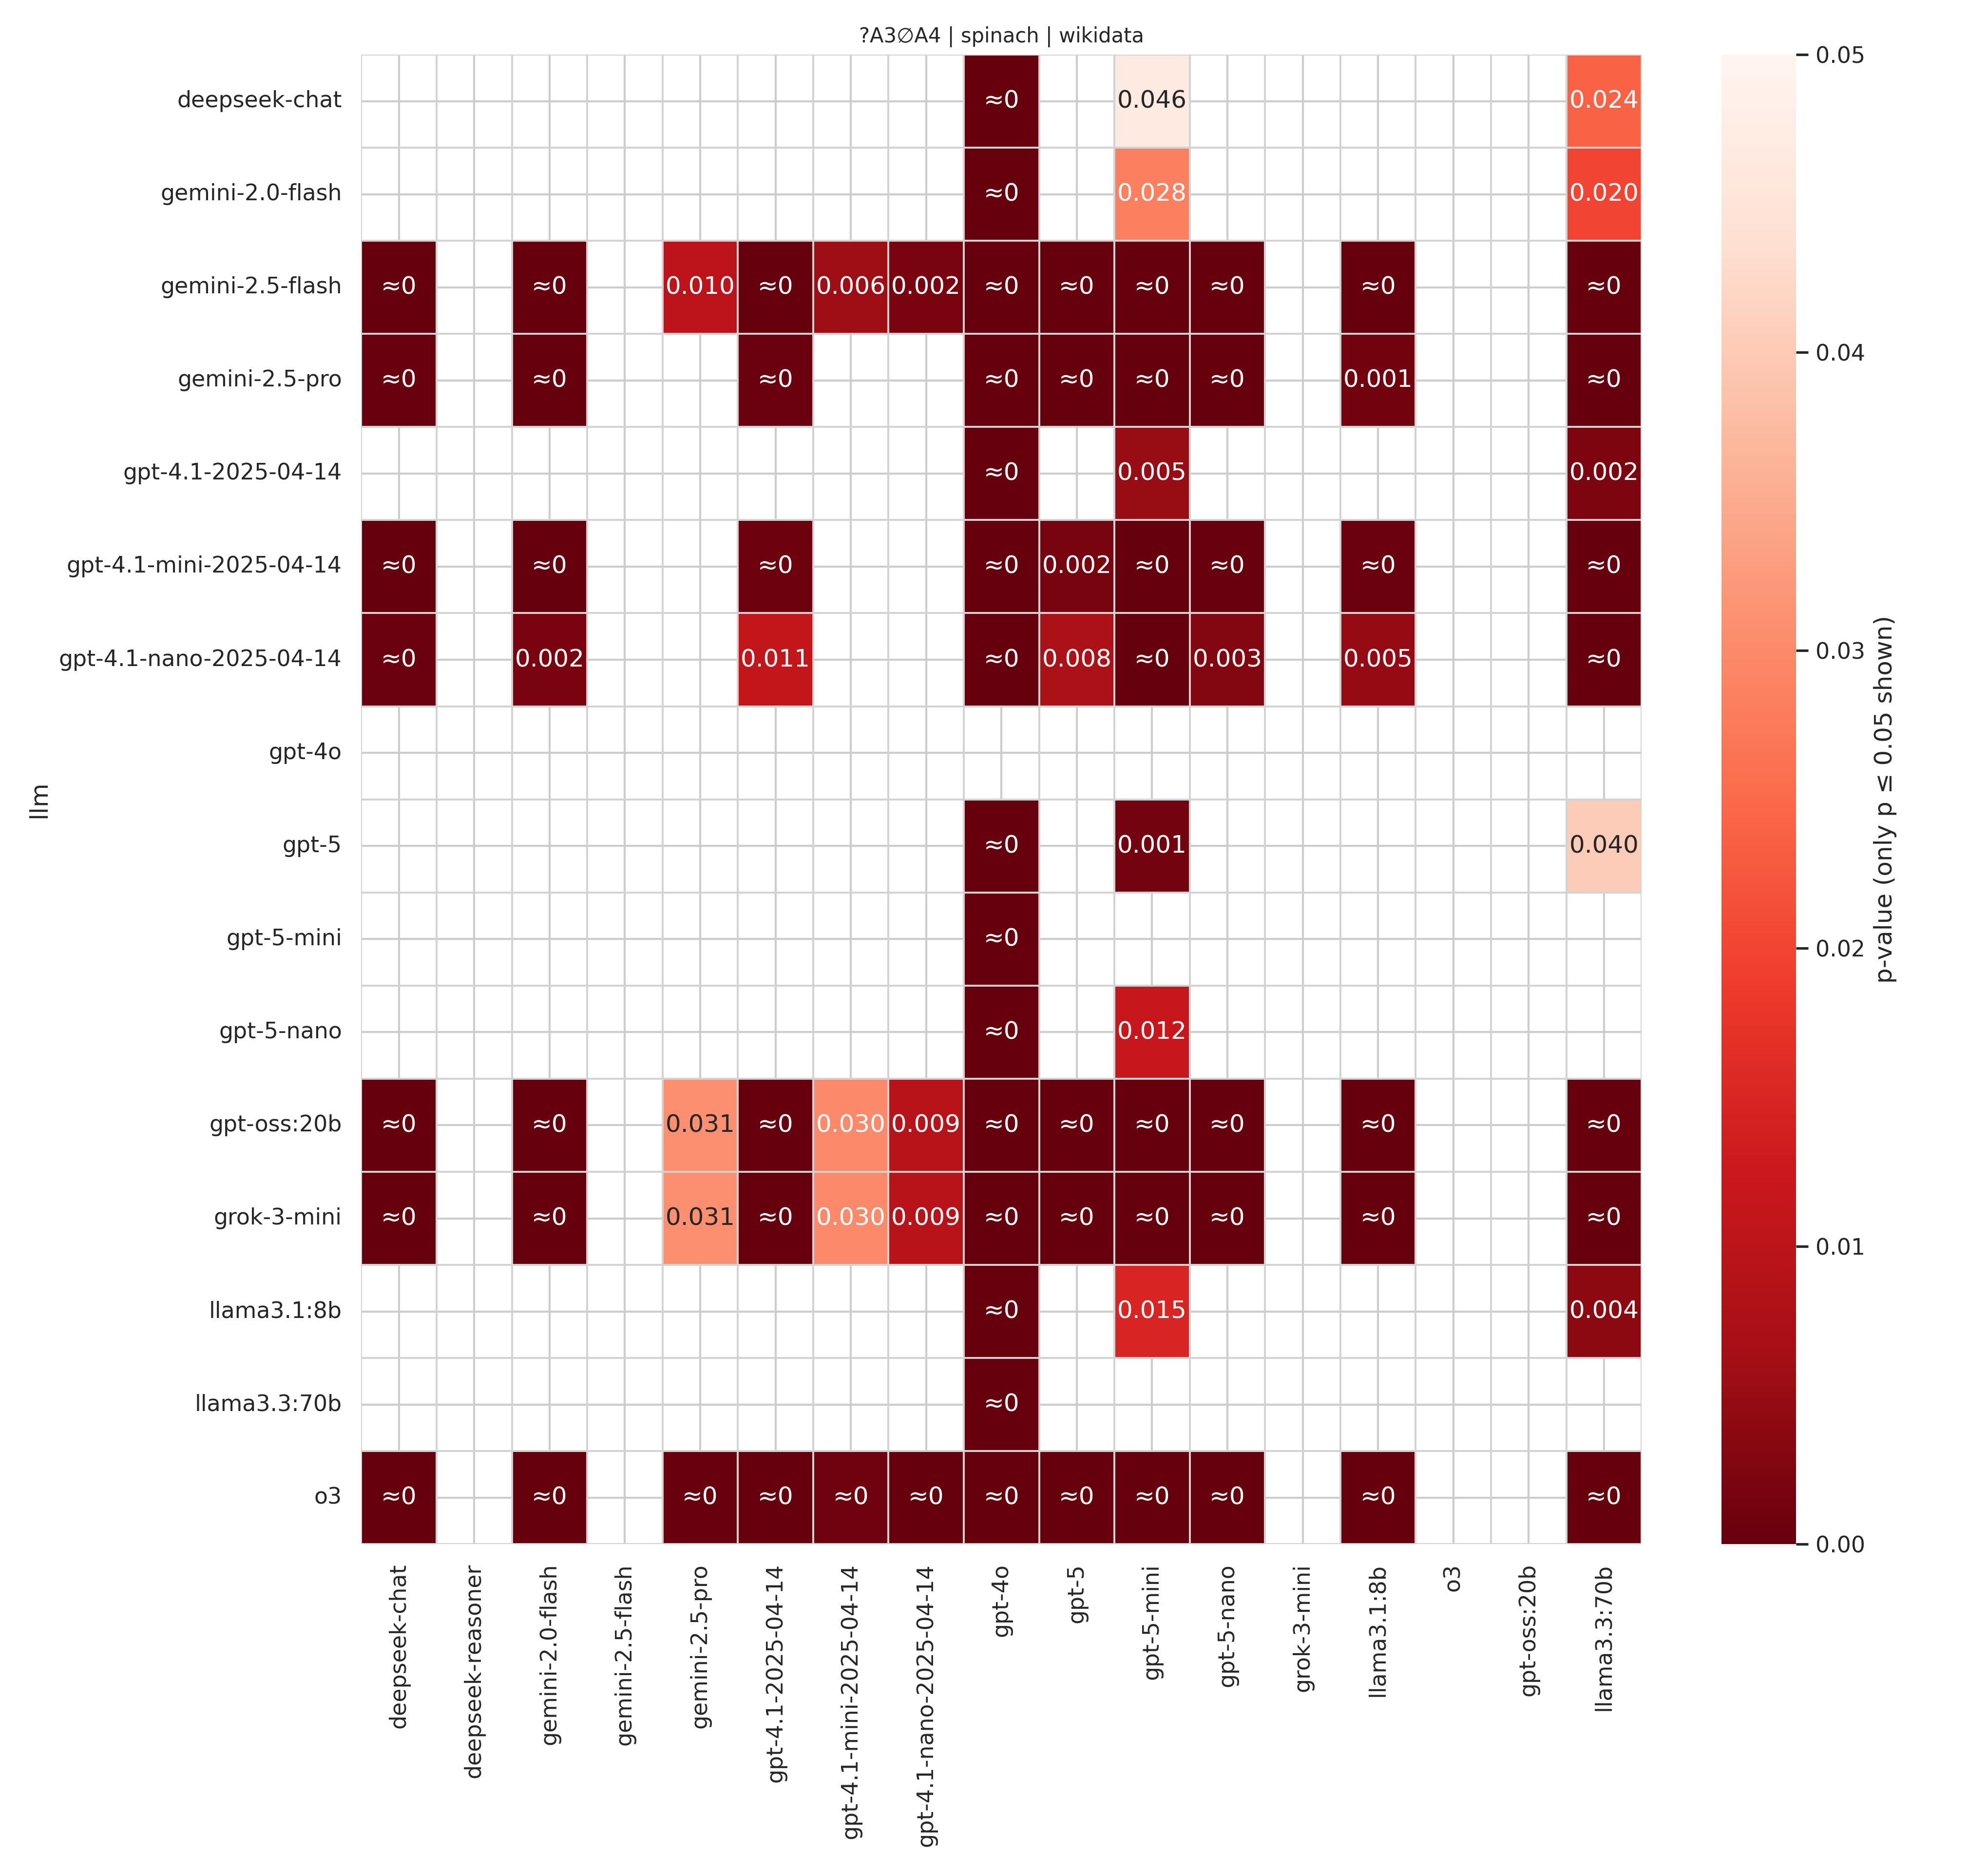 ?A3∅A4 | spinach | wikidata
deepseek-chat ≈0 0.046 0.024
gemini-2.0-flash ≈0 0.028 0.020
gemini-2.5-flash ≈0 ≈0 0.010 ≈0 0.006 0.002 ≈0 ≈0 ≈0 ≈0 ≈0 ≈0
gemini-2.5-pro ≈0 ≈0 ≈0 ≈0 ≈0 ≈0 ≈0 0.001 ≈0
gpt-4.1-2025-04-14 ≈0 0.005 0.002
gpt-4.1-mini-2025-04-14 ≈0 ≈0 ≈0 ≈0 0.002 ≈0 ≈0 ≈0 ≈0
gpt-4.1-nano-2025-04-14 ≈0 0.002 0.011 ≈0 0.008 ≈0 0.003 0.005 ≈0
gpt-4o
gpt-5 ≈0 0.001 0.040
gpt-5-mini ≈0
gpt-5-nano ≈0 0.012
gpt-oss:20b ≈0 ≈0 0.031 ≈0 0.030 0.009 ≈0 ≈0 ≈0 ≈0 ≈0 ≈0
grok-3-mini ≈0 ≈0 0.031 ≈0 0.030 0.009 ≈0 ≈0 ≈0 ≈0 ≈0 ≈0
llama3.1:8b ≈0 0.015 0.004
llama3.3:70b ≈0
o3 ≈0 ≈0 ≈0 ≈0 ≈0 ≈0 ≈0 ≈0 ≈0 ≈0 ≈0 ≈0
llm
deepseek-chat
deepseek-reasoner
gemini-2.0-flash
gemini-2.5-flash
gemini-2.5-pro
gpt-4.1-2025-04-14
gpt-4.1-mini-2025-04-14
gpt-4.1-nano-2025-04-14
gpt-4o
gpt-5
gpt-5-mini
gpt-5-nano
grok-3-mini
llama3.1:8b
o3
gpt-oss:20b
llama3.3:70b
0.05
0.04
0.03
0.02
0.01
0.00
p-value (only p ≤ 0.05 shown)